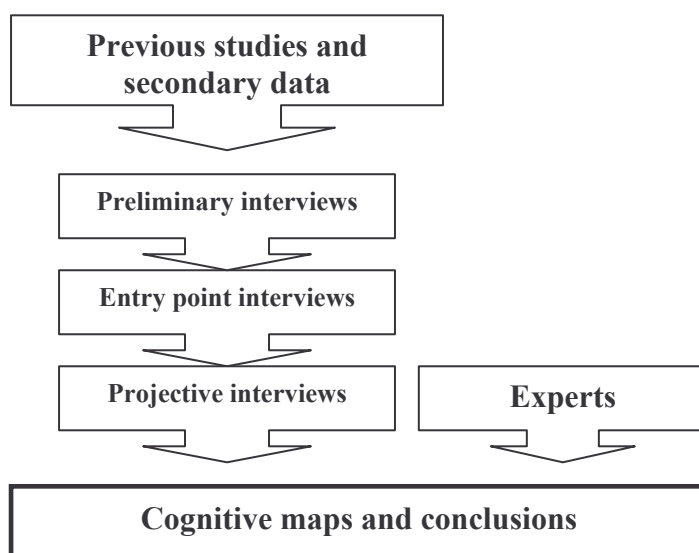 Previous studies and
secondary data
Preliminary interviews
Entry point interviews
Projective interviews
Experts
Cognitive maps and conclusions